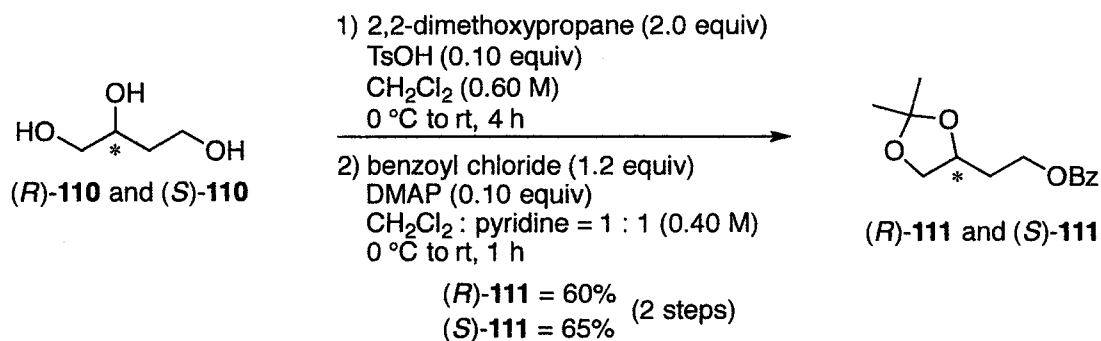 1) 2,2-dimethoxypropane (2.0 equiv)
TsOH (0.10 equiv)
CH2Cl2 (0.60 M)
0 °C to rt, 4 h
OH
HO
*
OH
(R)-110 and (S)-110
2) benzoyl chloride (1.2 equiv)
DMAP (0.10 equiv)
CH2Cl2 : pyridine = 1 : 1 (0.40 M)
0 °C to rt, 1 h
(R)-111 = 60%
(S)-111 = 65%
(2 steps)
O
O
*
OBz
(R)-111 and (S)-111